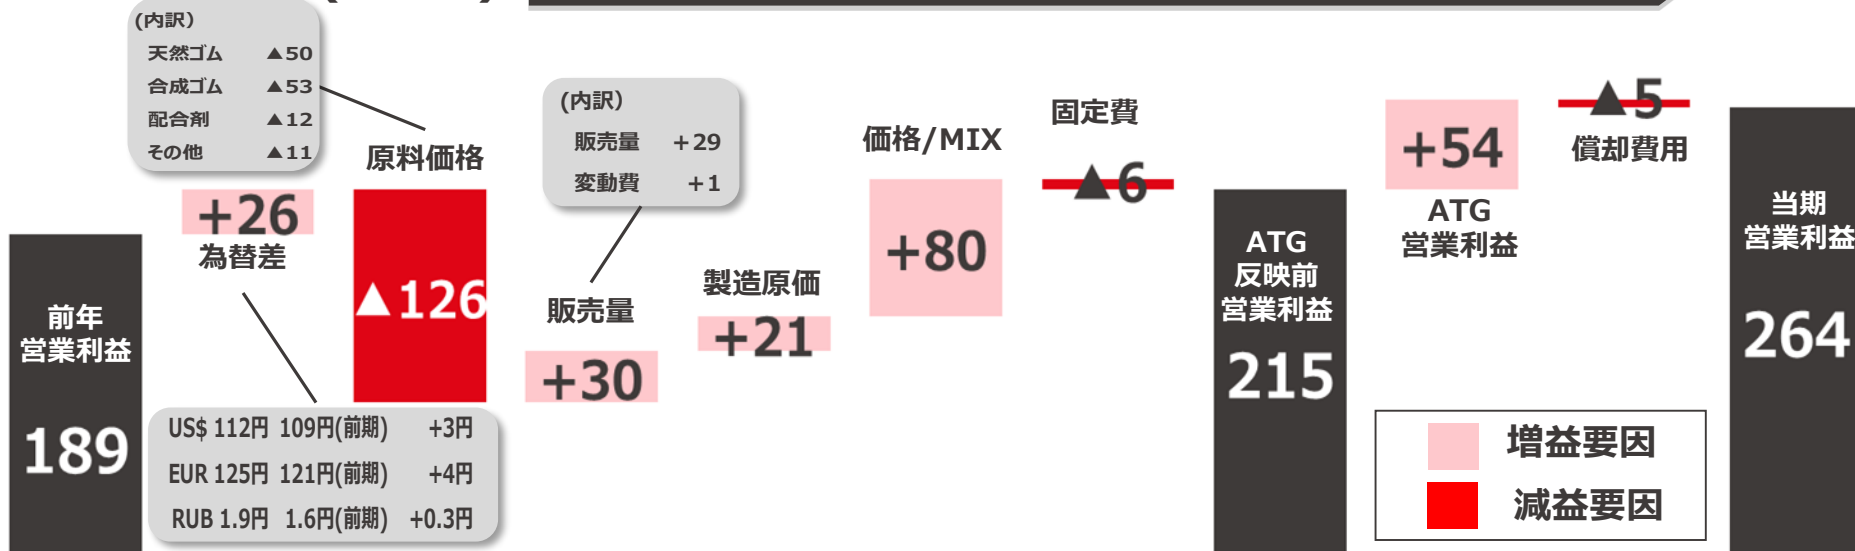 (内訳)
天然ゴム ▲50
合成ゴム ▲53
配合剤 ▲12
その他 ▲11
原料価格
▲126
+26
為替差
前年
営業利益
189
US$ 112円 109円(前期) +3円
EUR 125円 121円(前期) +4円
RUB 1.9円 1.6円(前期) +0.3円
(内訳)
販売量 +29
変動費 +1
販売量
+30
製造原価
+21
価格/MIX
+80
固定費
▲6
ATG
反映前
営業利益
215
+54
ATG
営業利益
▲5
償却費用
当期
営業利益
264
増益要因
減益要因